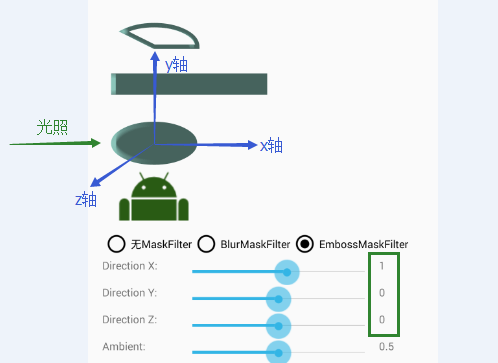 y轴
光照
x轴
z轴
无MaskFilter BlurMaskFilter EmbossMaskFilter
Direction X: 1
Direction Y: 0
Direction Z: 0
Ambient: 0.5